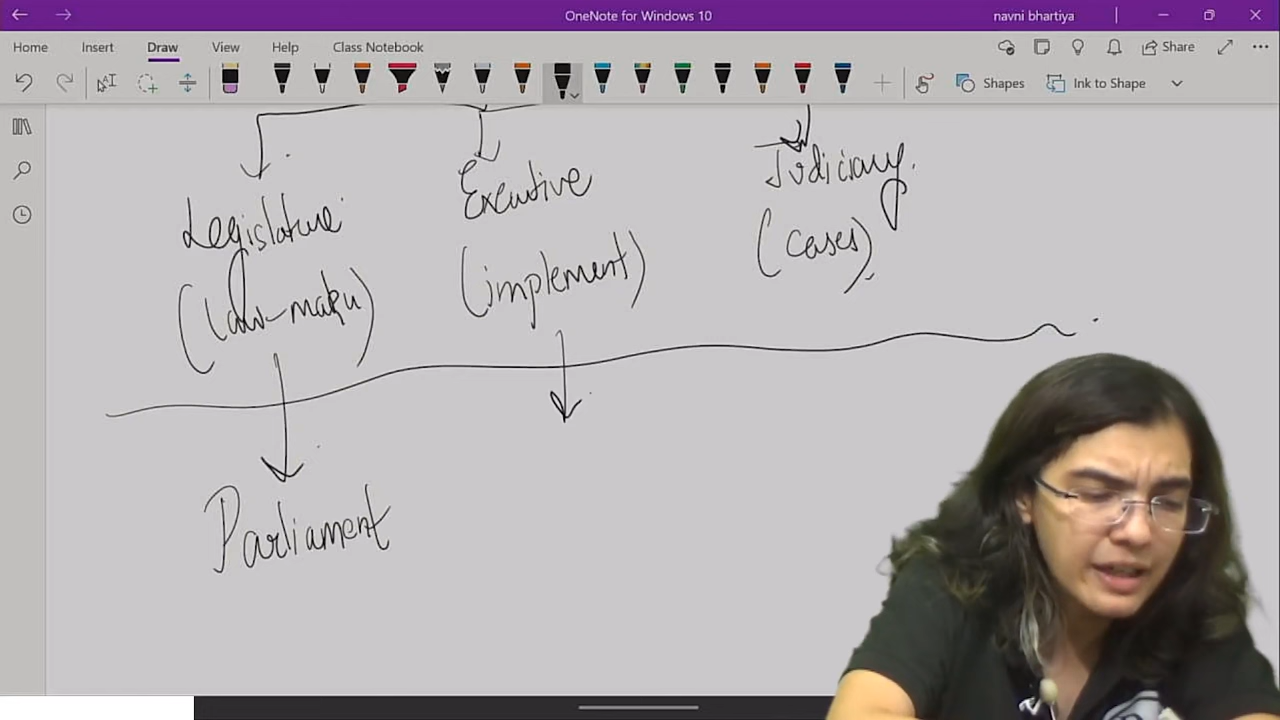 OneNote for Windows 10
navni bhartiya
Home Insert Draw View Help Class Notebook
Share
Shapes
Ink to Shape
Legislature
Executive
Judiciary
(law-maku)
(implement)
(cases)
Parliament